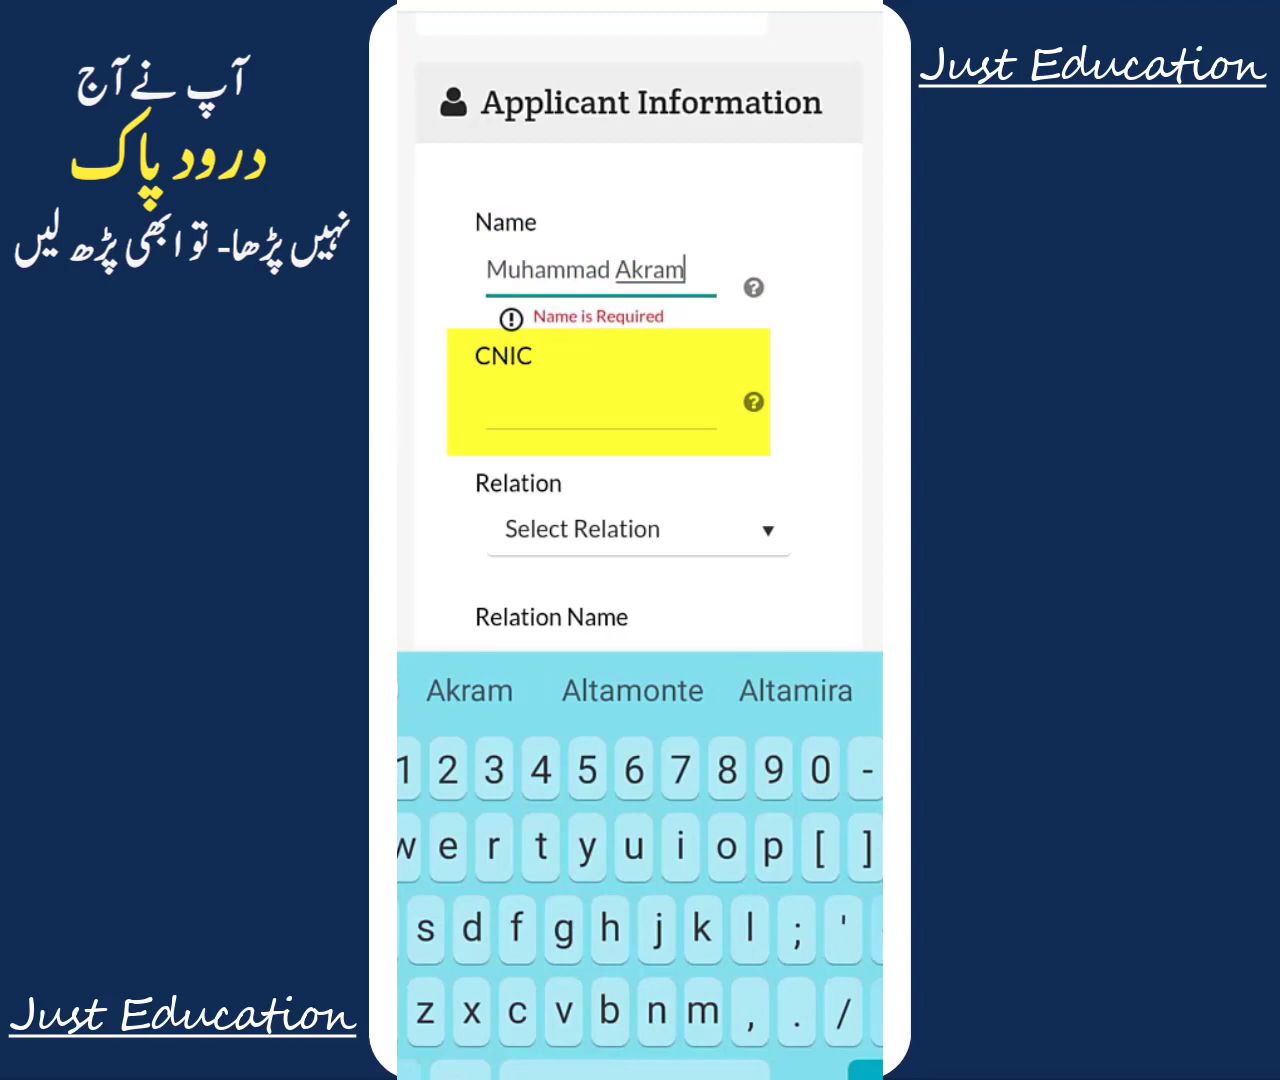 آپ نے آج
درود پاک
نہیں پڑھا- تو ابھی پڑھ لیں
Just Education
Applicant Information
Name
Muhammad Akram
?
! Name is Required
CNIC
?
Relation
Select Relation
Relation Name
Akram Altamonte Altamira
1 2 3 4 5 6 7 8 9 0 -
w e r t y u i o p [ ]
s d f g h j k l ; '
z x c v b n m , . /
Just Education